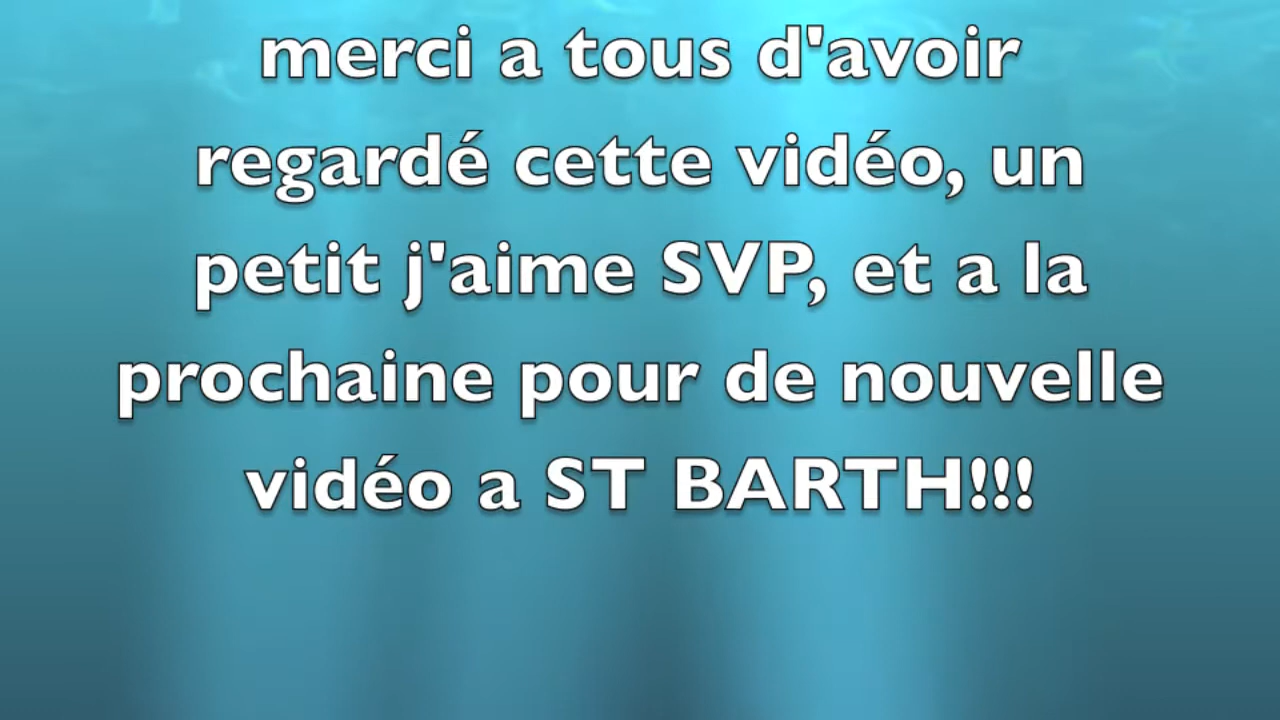 merci a tous d'avoir
regardé cette vidéo, un
petit j'aime SVP, et a la
prochaine pour de nouvelle
vidéo a ST BARTH!!!